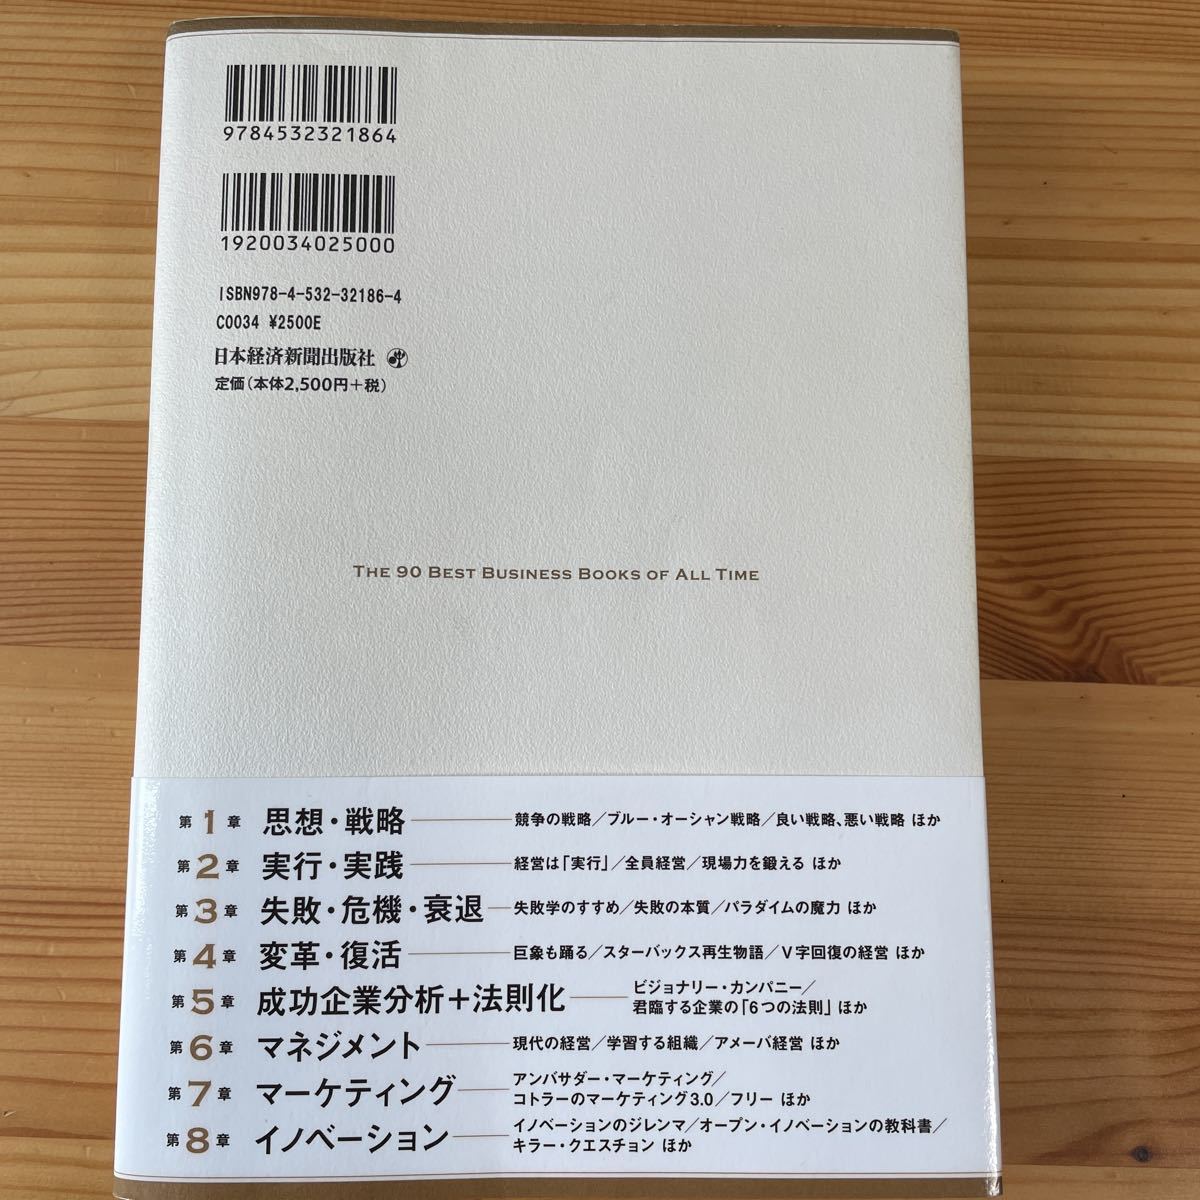 9784532321864
1920034025000
ISBN978-4-532-32186-4
C0034 ¥2500E
日本経済新聞出版社
定価(本体2,500円+税)
THE 90 BEST BUSINESS BOOKS OF ALL TIME
第1章 思想・戦略 競争の戦略/ブルー・オーシャン戦略/良い戦略、悪い戦略 ほか
第2章 実行・実践 経営は「実行」/全員経営/現場力を鍛える ほか
第3章 失敗・危機・衰退 失敗学のすすめ/失敗の本質/パラダイムの魔力 ほか
第4章 変革・復活 巨象も踊る/スターバックス再生物語/V字回復の経営 ほか
第5章 成功企業分析+法則化 ビジョナリー・カンパニー/
君臨する企業の「6つの法則」 ほか
第6章 マネジメント 現代の経営/学習する組織/アメーバ経営 ほか
第7章 マーケティング アンバサダー・マーケティング/
コトラーのマーケティング3.0/フリー ほか
第8章 イノベーション イノベーションのジレンマ/オープン・イノベーションの教科書/
キラー・クエスチョン ほか